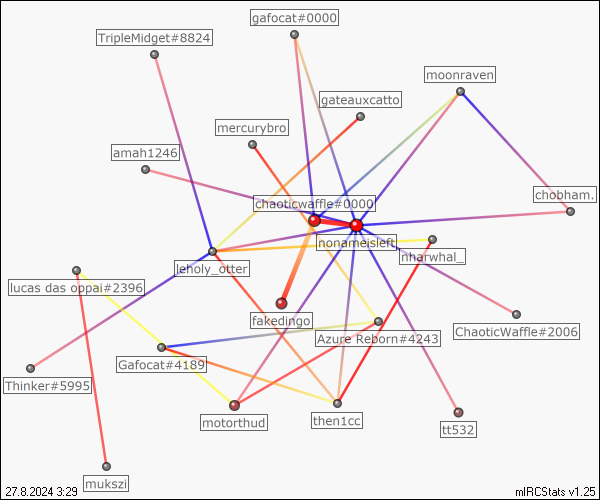 gafocat#0000
TripleMidget#8824
moonraven
gateauxcatto
mercurybro
amah1246
chobham.
chaoticwaffle#0000
nonameisleft
nharwhal_
leholy_otter
lucas das oppai#2396
fakedingo
ChaoticWaffle#2006
Azure Reborn#4243
Gafocat#4189
Thinker#5995
motorthud
then1cc
tt532
mukszi
27.8.2024 3:29
mIRCStats v1.25